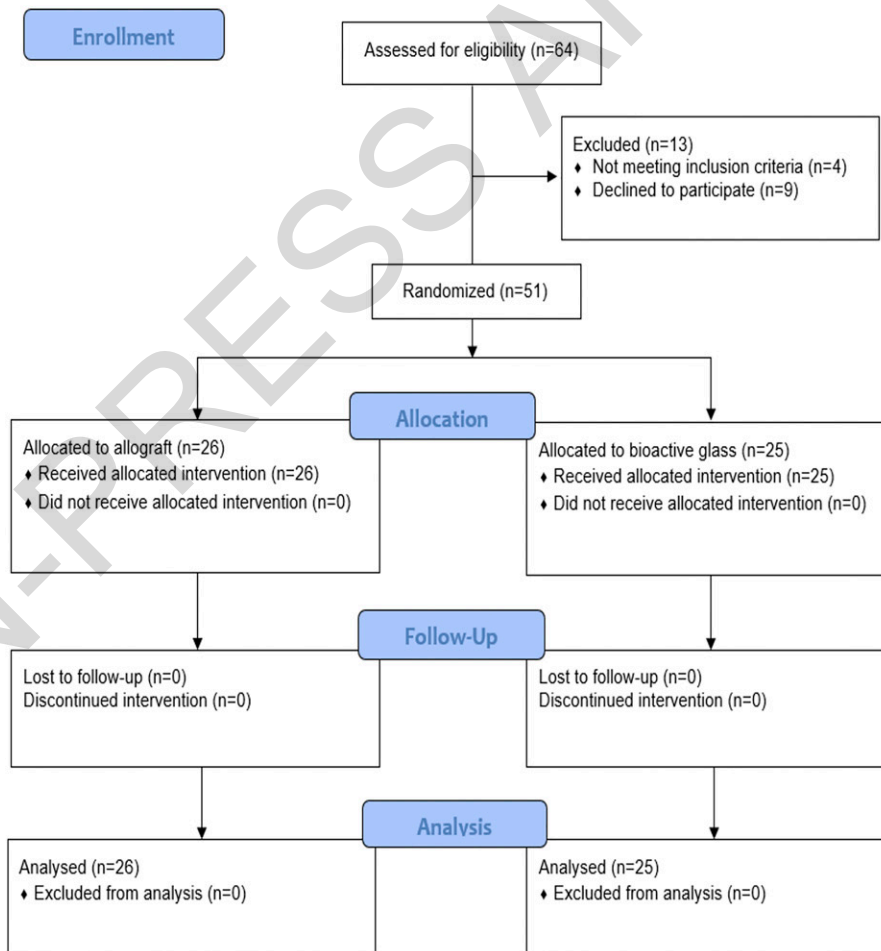 Enrollment
Assessed for eligibility (n=64)
Excluded (n=13)
♦ Not meeting inclusion criteria (n=4)
♦ Declined to participate (n=9)
Randomized (n=51)
Allocation
Allocated to allograft (n=26)
♦ Received allocated intervention (n=26)
♦ Did not receive allocated intervention (n=0)
Allocated to bioactive glass (n=25)
♦ Received allocated intervention (n=25)
♦ Did not receive allocated intervention (n=0)
Follow-Up
Lost to follow-up (n=0)
Discontinued intervention (n=0)
Lost to follow-up (n=0)
Discontinued intervention (n=0)
Analysis
Analysed (n=26)
♦ Excluded from analysis (n=0)
Analysed (n=25)
♦ Excluded from analysis (n=0)
N-PRESS